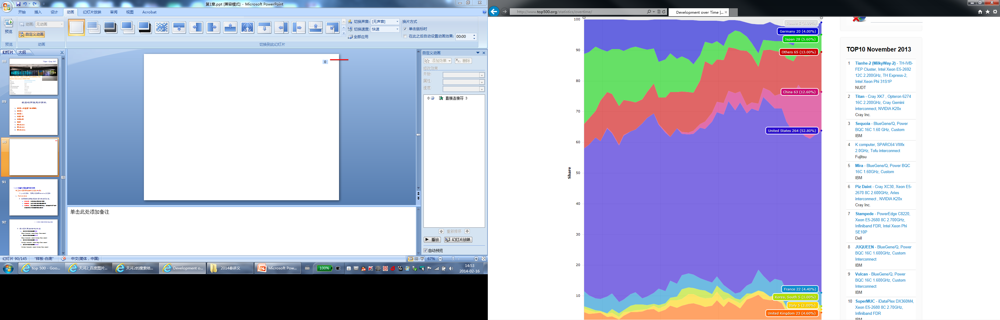 第1章.ppt [兼容模式] - Microsoft PowerPoint
开始 插入 设计 动画 幻灯片放映 审阅 视图 Acrobat
预览
预览
动画: 无动画
自定义动画
动画
切换到此幻灯片
切换声音: [无声音]
切换速度: 快速
全部应用
换片方式
单击鼠标时
在此之后自动设置动画效果: 00:00
幻灯片 大纲
88
Titan - Cray XK7
89
我国的高性能计算机
90
91
92
0
单击此处添加备注
自定义动画
添加效果 删除
修改效果
开始:
属性:
速度:
0 直接连接符 3
重新排序
播放 幻灯片放映
自动预览
幻灯片 90/145 "样板-白底" 中文(简体，中国) 67%
top 500 - Goo... 天河2_百度图片... 天河2的搜索结... Development o... 2014春讲义 Microsoft Pow... 100% 14:53
2014-02-16
http://www.top500.org/statistics/overtime/ Development over Time |...
Share
100
90
80
70
60
50
40
30
20
10
Russia 5 (1.00%)
Germany 20 (4.00%)
Japan 28 (5.60%)
Others 65 (13.00%)
China 63 (12.60%)
United States 264 (52.80%)
France 22 (4.40%)
Korea, South 5 (1.00%)
Italy 5 (1.00%)
United Kingdom 23 (4.60%)
TOP10 November 2013
1 Tianhe-2 (MilkyWay-2) - TH-IVB-
FEP Cluster, Intel Xeon E5-2692
12C 2.200GHz, TH Express-2,
Intel Xeon Phi 31S1P
NUDT
2 Titan - Cray XK7 , Opteron 6274
16C 2.200GHz, Cray Gemini
interconnect, NVIDIA K20x
Cray Inc.
3 Sequoia - BlueGene/Q, Power
BQC 16C 1.60 GHz, Custom
IBM
4 K computer, SPARC64 VIIIfx
2.0GHz, Tofu interconnect
Fujitsu
5 Mira - BlueGene/Q, Power BQC
16C 1.60GHz, Custom
IBM
6 Piz Daint - Cray XC30, Xeon E5-
2670 8C 2.600GHz, Aries
interconnect , NVIDIA K20x
Cray Inc.
7 Stampede - PowerEdge C8220,
Xeon E5-2680 8C 2.700GHz,
Infiniband FDR, Intel Xeon Phi
SE10P
Dell
8 JUQUEEN - BlueGene/Q, Power
BQC 16C 1.600GHz, Custom
Interconnect
IBM
9 Vulcan - BlueGene/Q, Power
BQC 16C 1.600GHz, Custom
Interconnect
IBM
10 SuperMUC - iDataPlex DX360M4,
Xeon E5-2680 8C 2.70GHz,
Infiniband FDR
IBM